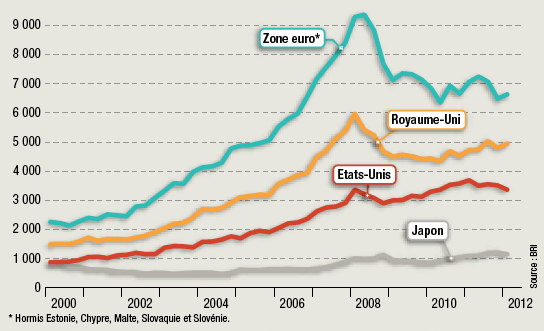 9 000
8 000
7 000
6 000
5 000
4 000
3 000
2 000
1 000
0
Zone euro*
Royaume-Uni
Etats-Unis
Japon
2000 2002 2004 2006 2008 2010 2012
Source : BRI
* Hormis Estonie, Chypre, Malte, Slovaquie et Slovénie.